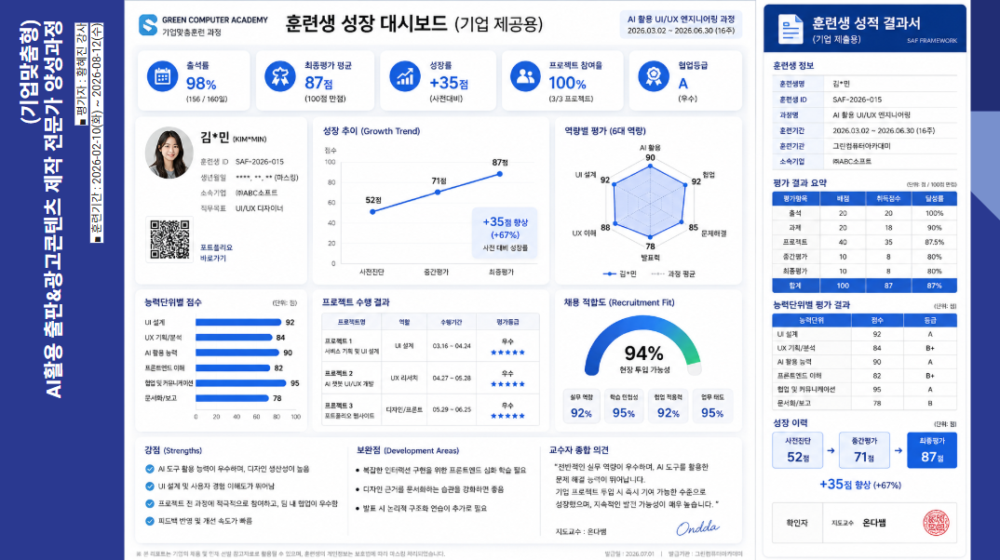 AI활용 출판&광고콘텐츠 제작 전문가 양성과정
(기업맞춤형)
■ 평가자 : 황혜진 강사
■ 훈련기간 : 2026-02-10(화) ~ 2026-08-12(수)
GREEN COMPUTER ACADEMY
기업맞춤훈련 과정
훈련생 성장 대시보드 (기업 제공용)
AI 활용 UI/UX 엔지니어링 과정
2026.03.02 ~ 2026.06.30 (16주)
출석률
98%
(156 / 160일)
최종평가 평균
87점
(100점 만점)
성장률
+35점
(사전대비)
프로젝트 참여율
100%
(3/3 프로젝트)
협업등급
A
(우수)
김*민 (KIM*MIN)
훈련생 ID SAF-2026-015
생년월일 ****. **. ** (마스킹)
소속기업 ㈜ABC소프트
직무목표 UI/UX 디자이너
포트폴리오
바로가기
성장 추이 (Growth Trend)
점수
100
80
60
40
20
0
52점
71점
87점
+35점 향상
(+67%)
사전 대비 성장률
사전진단 중간평가 최종평가
역량별 평가 (6대 역량)
AI 활용
90
협업
92
문제해결
85
발표력
78
UX 이해
88
UI 설계
92
김*민 과정 평균
능력단위별 점수 (단위: 점)
UI 설계 92
UX 기획/분석 84
AI 활용 능력 90
프론트엔드 이해 82
협업 및 커뮤니케이션 95
문서화/보고 78
0 20 40 60 80 100
프로젝트 수행 결과
프로젝트명 역할 수행기간 평가등급
프로젝트 1
서비스 기획 및 UI 설계 UI 설계 03.16 ~ 04.24 우수 ★★★★★
프로젝트 2
AI 챗봇 UI/UX 개발 UX 리서치 04.27 ~ 05.28 우수 ★★★★★
프로젝트 3
포트폴리오 웹사이트 디자인/프론트 05.29 ~ 06.25 우수 ★★★★★
채용 적합도 (Recruitment Fit)
94%
현장 투입 가능성
실무 역량 92%
학습 민첩성 95%
협업 적응력 92%
업무 태도 95%
강점 (Strengths)
AI 도구 활용 능력이 우수하며, 디자인 생산성이 높음
UI 설계 및 사용자 경험 이해도가 뛰어남
프로젝트 전 과정에 적극적으로 참여하고, 팀 내 협업이 우수함
피드백 반영 및 개선 속도가 빠름
보완점 (Development Areas)
• 복잡한 인터랙션 구현을 위한 프론트엔드 심화 학습 필요
• 디자인 근거를 문서화하는 습관을 강화하면 좋음
• 발표 시 논리적 구조화 연습이 추가로 필요
교수자 종합 의견
"전반적인 실무 역량이 우수하며, AI 도구를 활용한
문제 해결 능력이 뛰어납니다.
기업 프로젝트 투입 시 즉시 기여 가능한 수준으로
성장했으며, 지속적인 발전 가능성이 매우 높습니다. "
지도교수 : 온다쌤
Ondda
※ 본 리포트는 기업의 채용 및 인재 선발 참고자료로 활용될 수 있으며, 훈련생의 개인정보는 보호법에 따라 마스킹 처리되었습니다.
발급일 : 2026.07.01 | 발급기관 : 그린컴퓨터아카데미
훈련생 성적 결과서
(기업 제출용) SAF FRAMEWORK
훈련생 정보
훈련생명 김*민
훈련생 ID SAF-2026-015
과정명 AI 활용 UI/UX 엔지니어링
훈련기간 2026.03.02 ~ 2026.06.30 (16주)
훈련기관 그린컴퓨터아카데미
소속기업 ㈜ABC소프트
평가 결과 요약 (단위: 점 / 100점 만점)
평가항목 배점 취득점수 달성률
출석 20 20 100%
과제 20 18 90%
프로젝트 40 35 87.5%
중간평가 10 8 80%
최종평가 10 8 80%
합계 100 87 87%
능력단위별 평가 결과 (단위: 점)
능력단위 점수 등급
UI 설계 92 A
UX 기획/분석 84 B+
AI 활용 능력 90 A
프론트엔드 이해 82 B+
협업 및 커뮤니케이션 95 A
문서화/보고 78 B
성장 이력 (단위: 점)
사전진단 52점 → 중간평가 71점 → 최종평가 87점
+35점 향상 (+67%)
확인자 지도교수 온다쌤